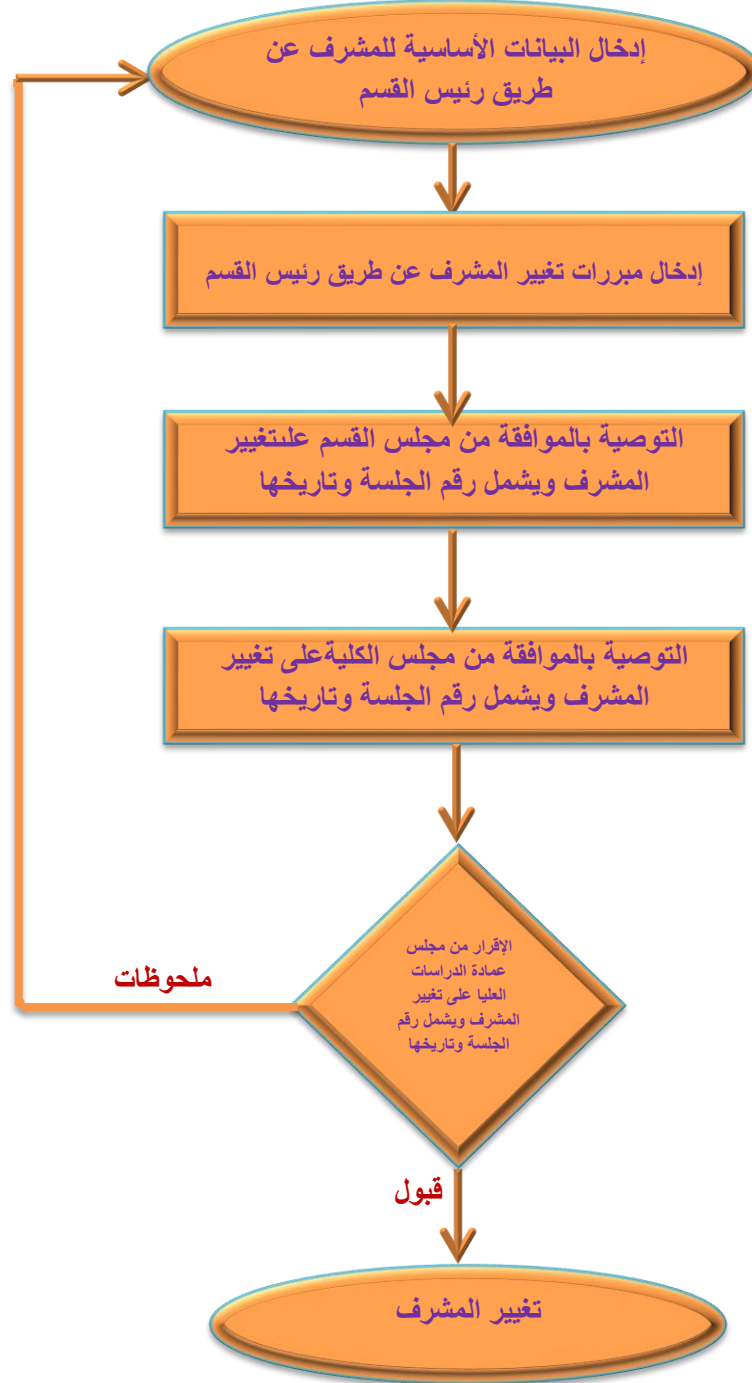 إدخال البيانات الأساسية للمشرف عن
طريق رئيس القسم
إدخال مبررات تغيير المشرف عن طريق رئيس القسم
التوصية بالموافقة من مجلس القسم علىتغيير
المشرف ويشمل رقم الجلسة وتاريخها
التوصية بالموافقة من مجلس الكليةعلى تغيير
المشرف ويشمل رقم الجلسة وتاريخها
الإقرار من مجلس
عمادة الدراسات
العليا على تغيير
المشرف ويشمل رقم
الجلسة وتاريخها
ملحوظات
قبول
تغيير المشرف